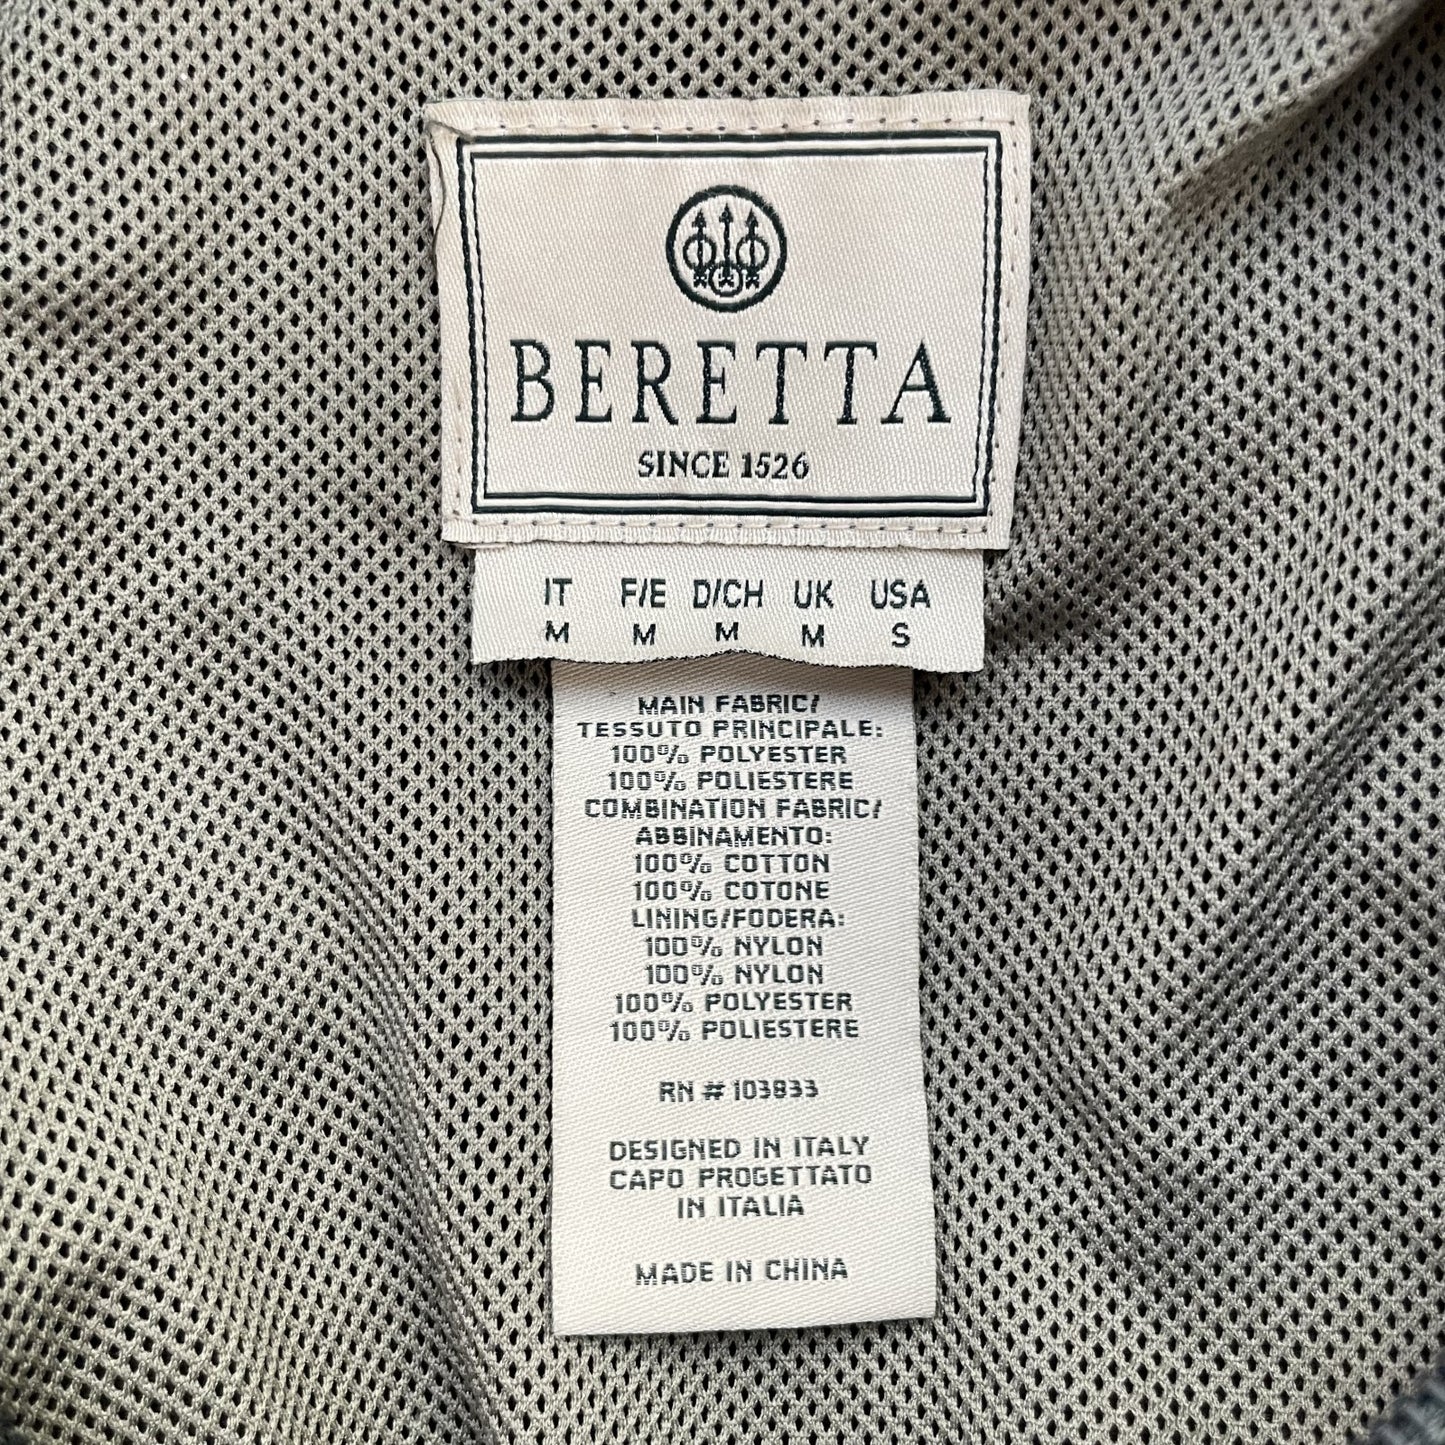 BERETTA
SINCE 1526
IT F/E D/CH UK USA
M M M M S
MAIN FABRIC/
TESSUTO PRINCIPALE:
100% POLYESTER
100% POLIESTERE
COMBINATION FABRIC/
ABBINAMENTO:
100% COTTON
100% COTONE
LINING/FODERA:
100% NYLON
100% NYLON
100% POLYESTER
100% POLIESTERE
RN # 103833
DESIGNED IN ITALY
CAPO PROGETTATO
IN ITALIA
MADE IN CHINA